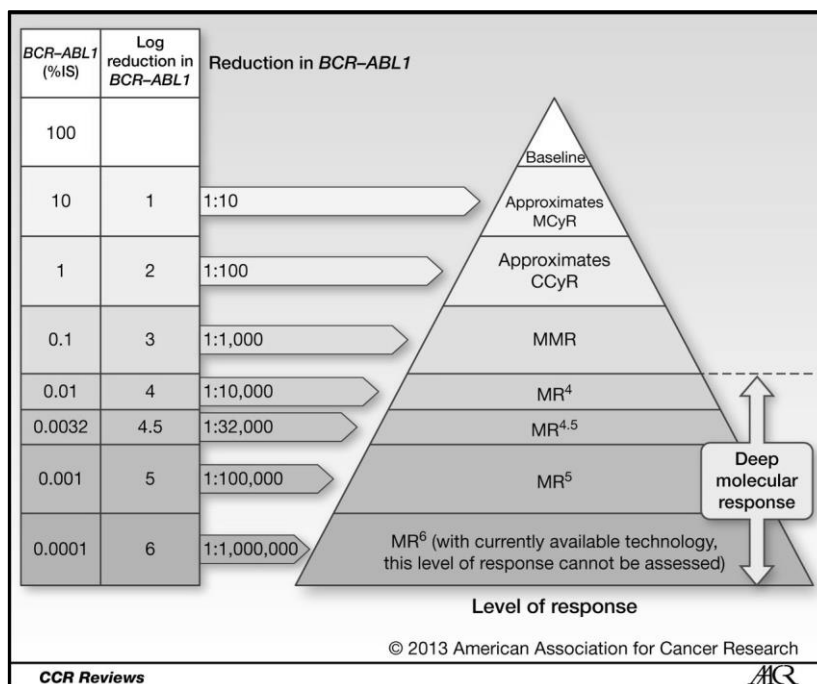 BCR–ABL1
(%IS)
Log
reduction in
BCR–ABL1
Reduction in BCR–ABL1
100
Baseline
10
1
1:10
Approximates
MCyR
1
2
1:100
Approximates
CCyR
0.1
3
1:1,000
MMR
0.01
4
1:10,000
MR⁴
0.0032
4.5
1:32,000
MR⁴·⁵
0.001
5
1:100,000
MR⁵
Deep
molecular
response
0.0001
6
1:1,000,000
MR⁶ (with currently available technology,
this level of response cannot be assessed)
Level of response
© 2013 American Association for Cancer Research
CCR Reviews
AACR